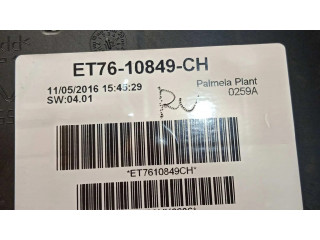 ET76-10849-CH
11/05/2016 15:45:29
SW:04.01
Palmela Plant
0259A
*ET7610849CH*